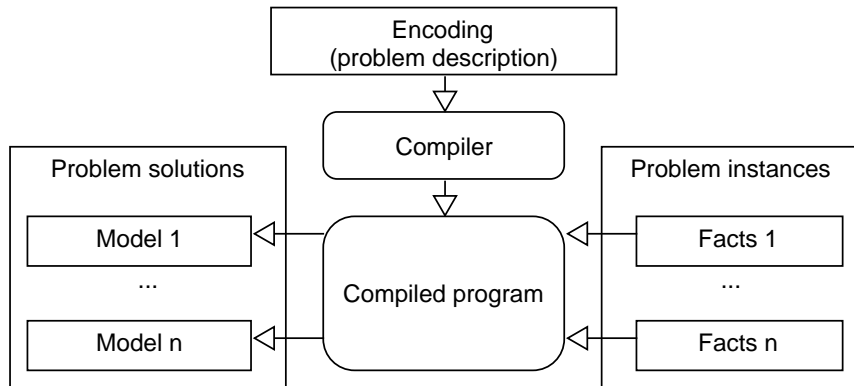 Encoding
(problem description)
Compiler
Problem solutions
Problem instances
Model 1
Facts 1
...
...
Compiled program
Model n
Facts n